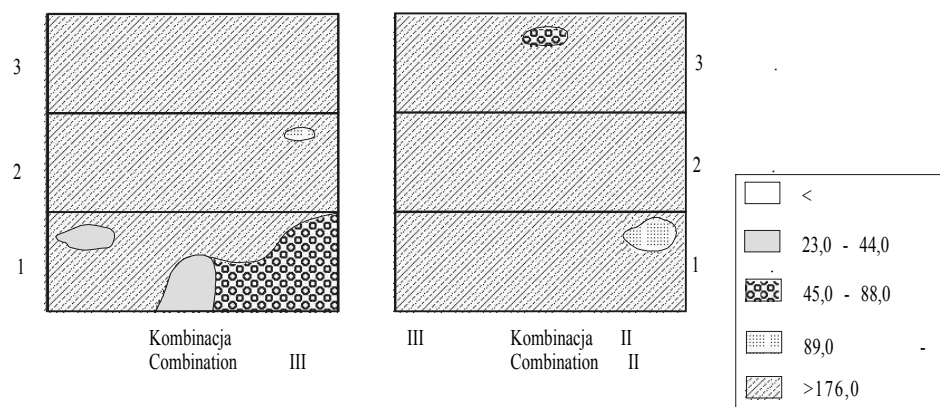 3
2
1
3
2
1
Kombinacja III Kombinacja II
Combination III Combination II
<
23,0 - 44,0
45,0 - 88,0
89,0 -
>176,0